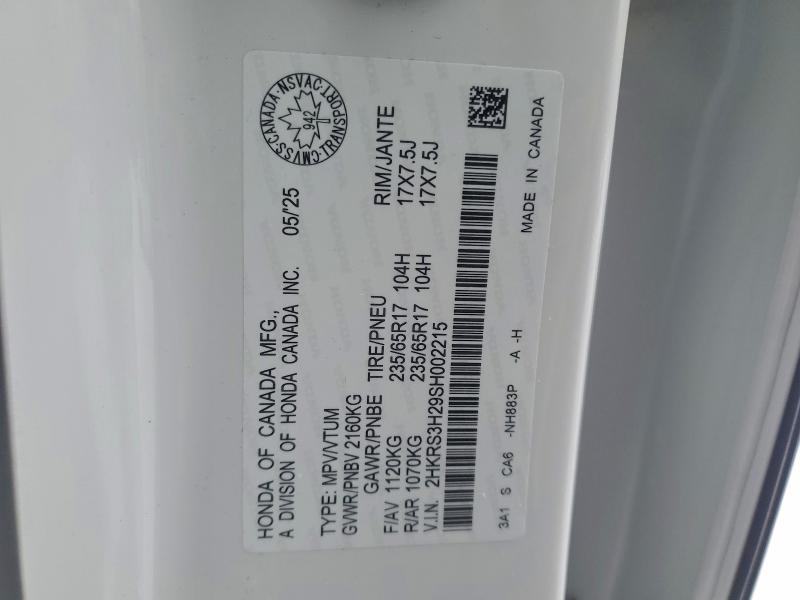 HONDA OF CANADA MFG.,
A DIVISION OF HONDA CANADA INC. 05/'25
CMVSS·CANADA·NSVAC·TRANSPORT
942
TYPE: MPV/VTUM
GVWR/PNBV 2160KG
GAWR/PNBE TIRE/PNEU RIM/JANTE
F/AV 1120KG 235/65R17 104H 17X7.5J
R/AR 1070KG 235/65R17 104H 17X7.5J
V.I.N. 2HKRS3H29SH002215
3A1 S CA6 -NH883P -A -H
MADE IN CANADA